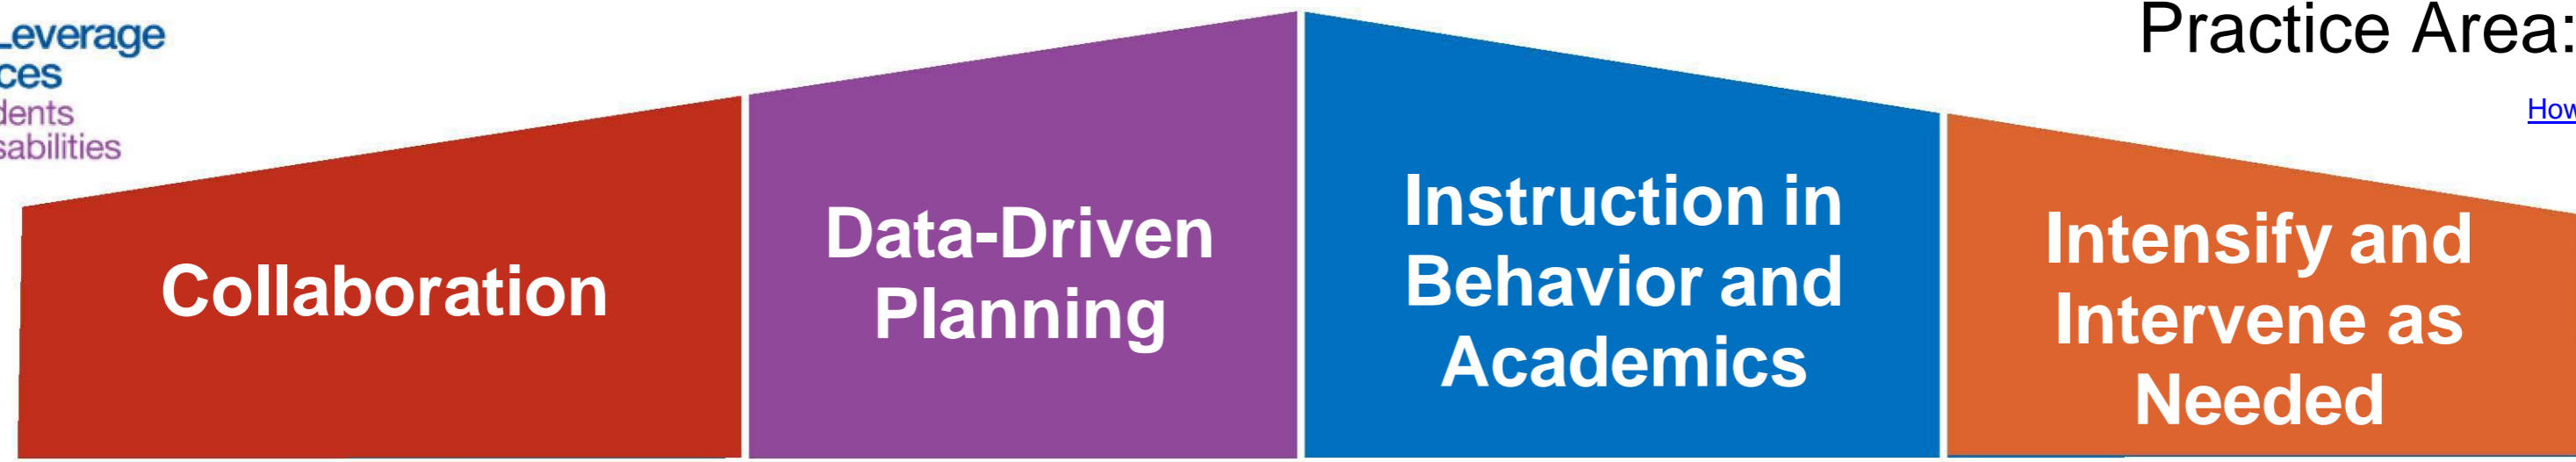 Leverage
ces
dents
sabilities
Practice Area:
How
Collaboration
Data-Driven
Planning
Instruction in
Behavior and
Academics
Intensify and
Intervene as
Needed